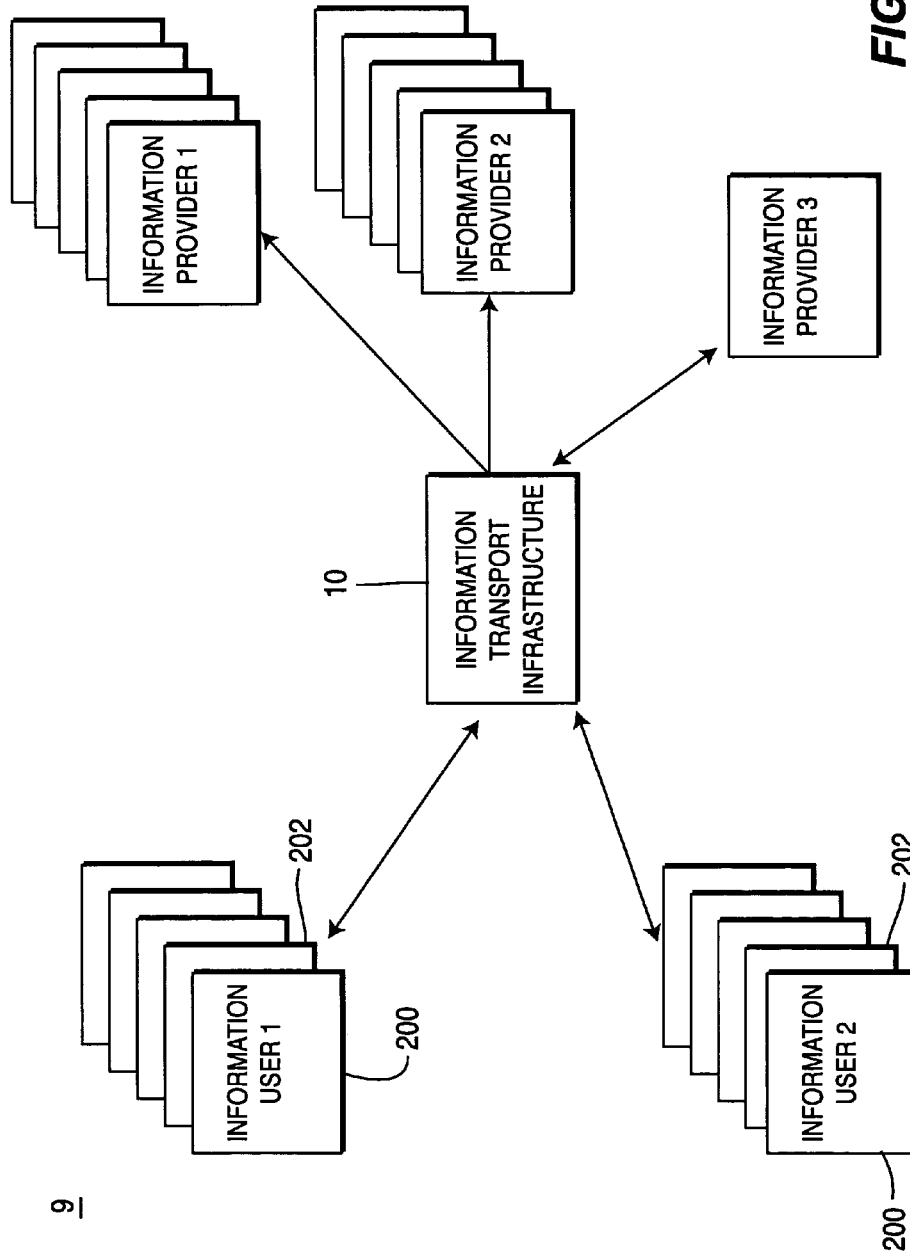 9
INFORMATION
USER 1
200
202
10
INFORMATION
TRANSPORT
INFRASTRUCTURE
INFORMATION
PROVIDER 1
INFORMATION
PROVIDER 2
INFORMATION
PROVIDER 3
INFORMATION
USER 2
200
202
FIG